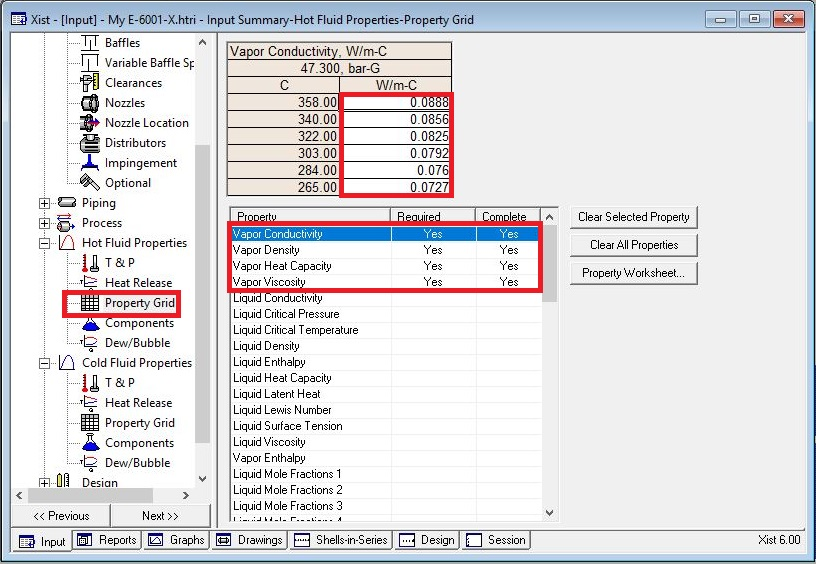 Xist - [Input] - My E-6001-X.htri - Input Summary-Hot Fluid Properties-Property Grid
Baffles
Variable Baffle Sp
Clearances
Nozzles
Nozzle Location
Distributors
Impingement
Optional
Piping
Process
Hot Fluid Properties
T & P
Heat Release
Property Grid
Components
Dew/Bubble
Cold Fluid Properties
T & P
Heat Release
Property Grid
Components
Dew/Bubble
Design
<< Previous
Next >>
Vapor Conductivity, W/m-C
47.300, bar-G
C W/m-C
358.00 0.0888
340.00 0.0856
322.00 0.0825
303.00 0.0792
284.00 0.076
265.00 0.0727
Property Required Complete
Vapor Conductivity Yes Yes
Vapor Density Yes Yes
Vapor Heat Capacity Yes Yes
Vapor Viscosity Yes Yes
Liquid Conductivity
Liquid Critical Pressure
Liquid Critical Temperature
Liquid Density
Liquid Enthalpy
Liquid Heat Capacity
Liquid Latent Heat
Liquid Lewis Number
Liquid Surface Tension
Liquid Viscosity
Vapor Enthalpy
Liquid Mole Fractions 1
Liquid Mole Fractions 2
Liquid Mole Fractions 3
Liquid Mole Fractions 4
Clear Selected Property
Clear All Properties
Property Worksheet...
Input Reports Graphs Drawings Shells-in-Series Design Session
Xist 6.00